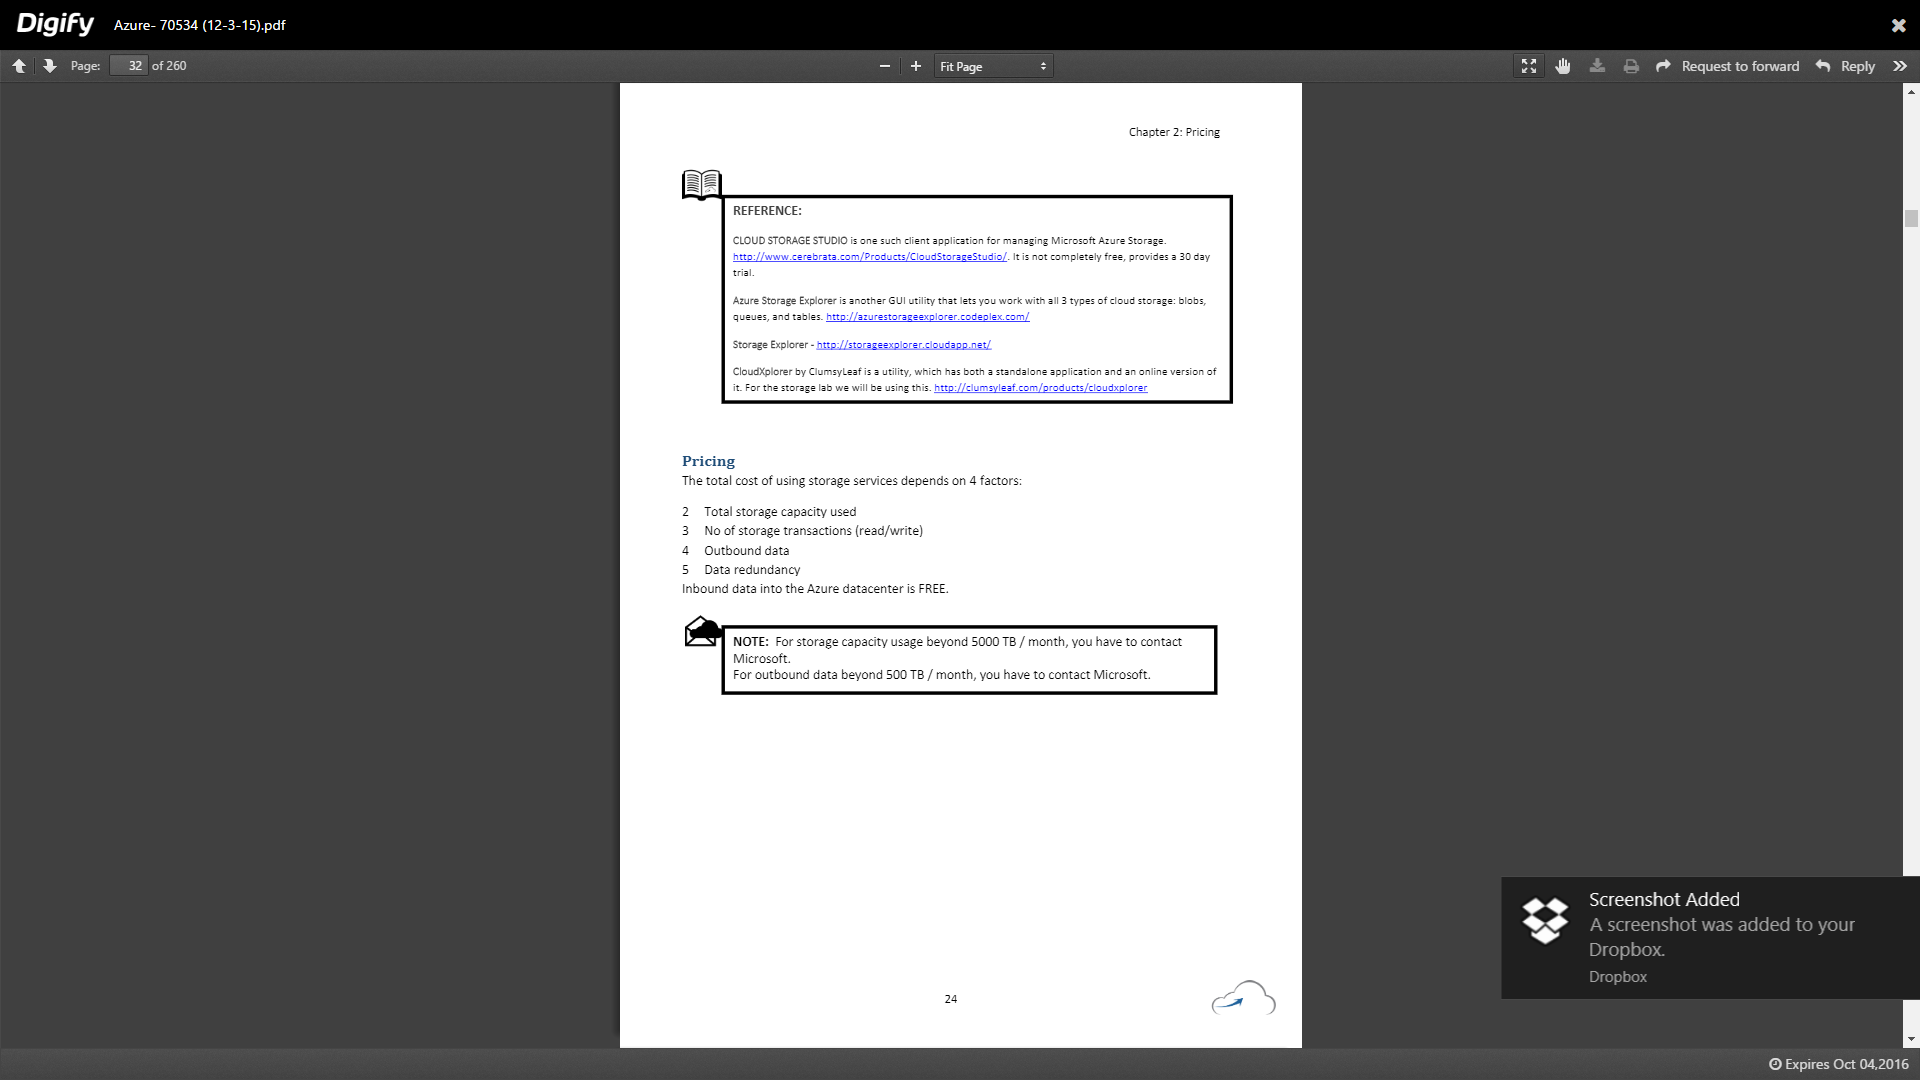 Digify Azure- 70534 (12-3-15).pdf
Page: 32 of 260 Fit Page Request to forward Reply
Chapter 2: Pricing
REFERENCE:
CLOUD STORAGE STUDIO is one such client application for managing Microsoft Azure Storage.
http://www.cerebrata.com/Products/CloudStorageStudio/. It is not completely free, provides a 30 day
trial.
Azure Storage Explorer is another GUI utility that lets you work with all 3 types of cloud storage: blobs,
queues, and tables. http://azurestorageexplorer.codeplex.com/
Storage Explorer - http://storageexplorer.cloudapp.net/
CloudXplorer by ClumsyLeaf is a utility, which has both a standalone application and an online version of
it. For the storage lab we will be using this. http://clumsyleaf.com/products/cloudxplorer
Pricing
The total cost of using storage services depends on 4 factors:
2 Total storage capacity used
3 No of storage transactions (read/write)
4 Outbound data
5 Data redundancy
Inbound data into the Azure datacenter is FREE.
NOTE: For storage capacity usage beyond 5000 TB / month, you have to contact
Microsoft.
For outbound data beyond 500 TB / month, you have to contact Microsoft.
24
Screenshot Added
A screenshot was added to your
Dropbox.
Dropbox
Expires Oct 04,2016